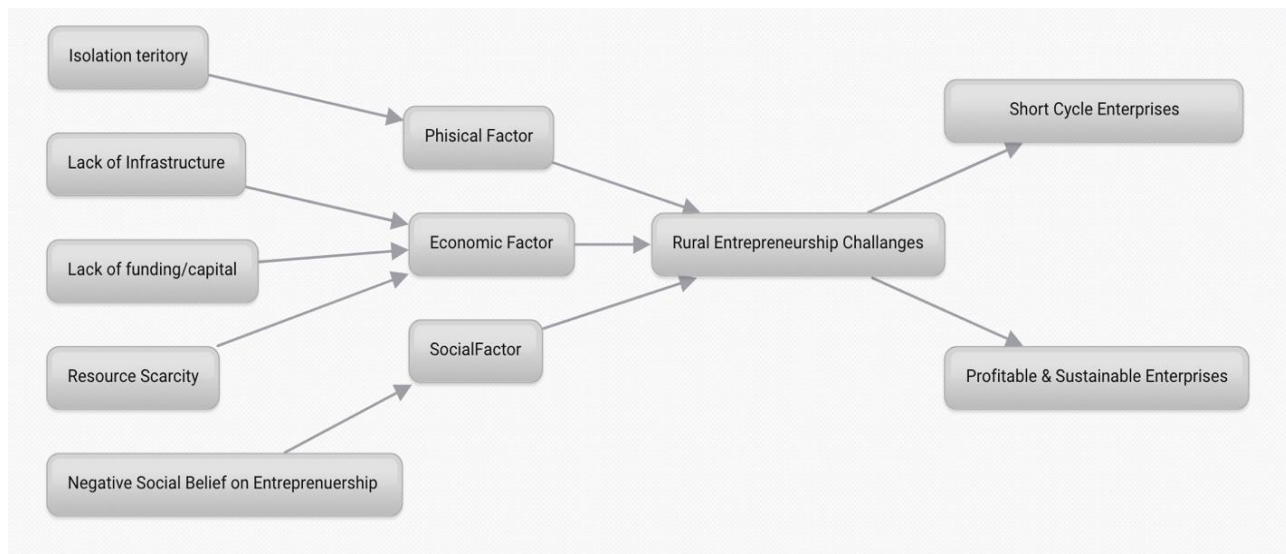 Isolation teritory
Lack of Infrastructure
Lack of funding/capital
Resource Scarcity
Negative Social Belief on Entreprenuership
Phisical Factor
Economic Factor
SocialFactor
Rural Entrepreneurship Challanges
Short Cycle Enterprises
Profitable & Sustainable Enterprises